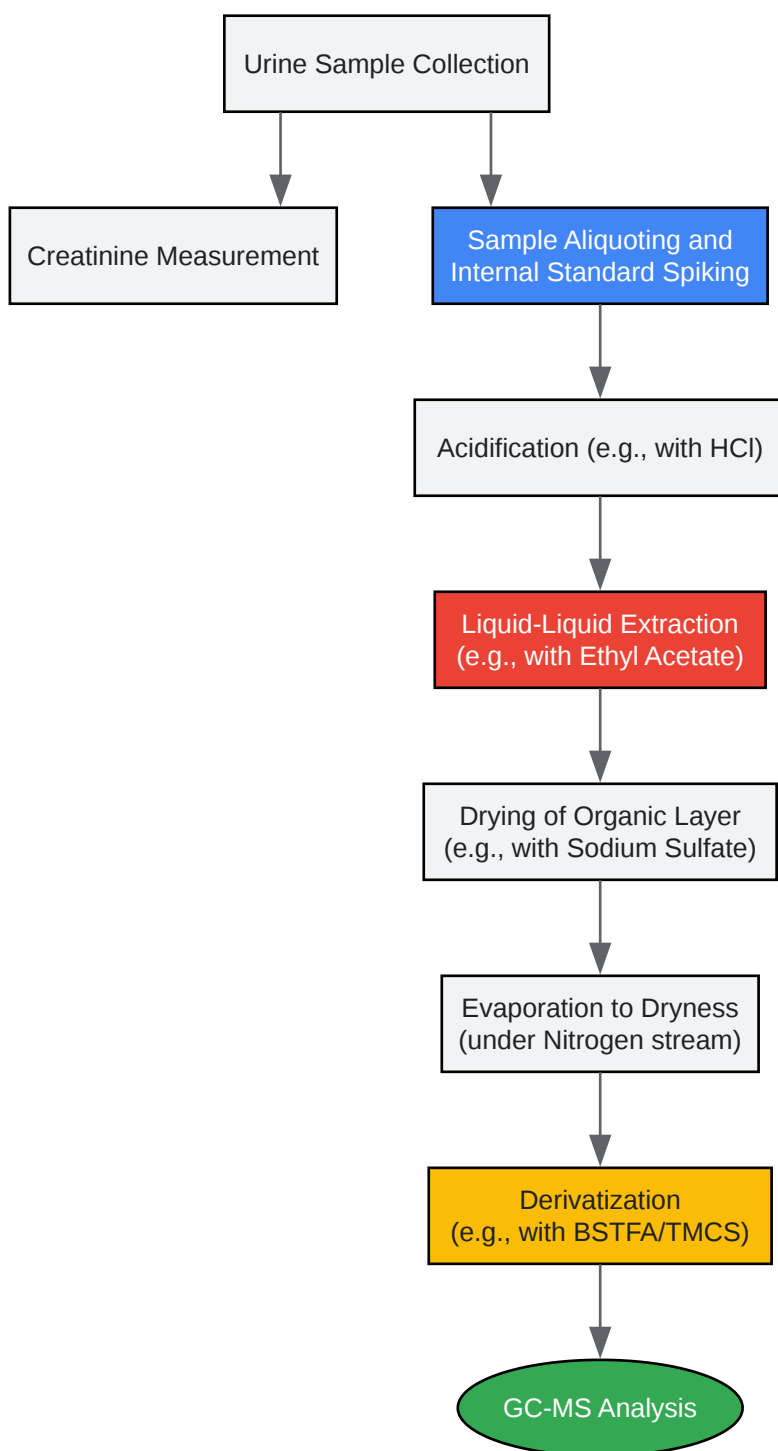 Urine Sample Collection
Creatinine Measurement
Sample Aliquoting and
Internal Standard Spiking
Acidification (e.g., with HCl)
Liquid-Liquid Extraction
(e.g., with Ethyl Acetate)
Drying of Organic Layer
(e.g., with Sodium Sulfate)
Evaporation to Dryness
(under Nitrogen stream)
Derivatization
(e.g., with BSTFA/TMCS)
GC-MS Analysis